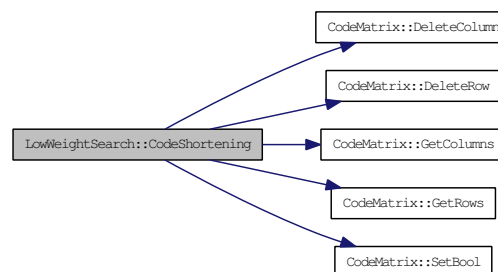 CodeMatrix::DeleteColumn
CodeMatrix::DeleteRow
LowWeightSearch::CodeShortening
CodeMatrix::GetColumns
CodeMatrix::GetRows
CodeMatrix::SetBool